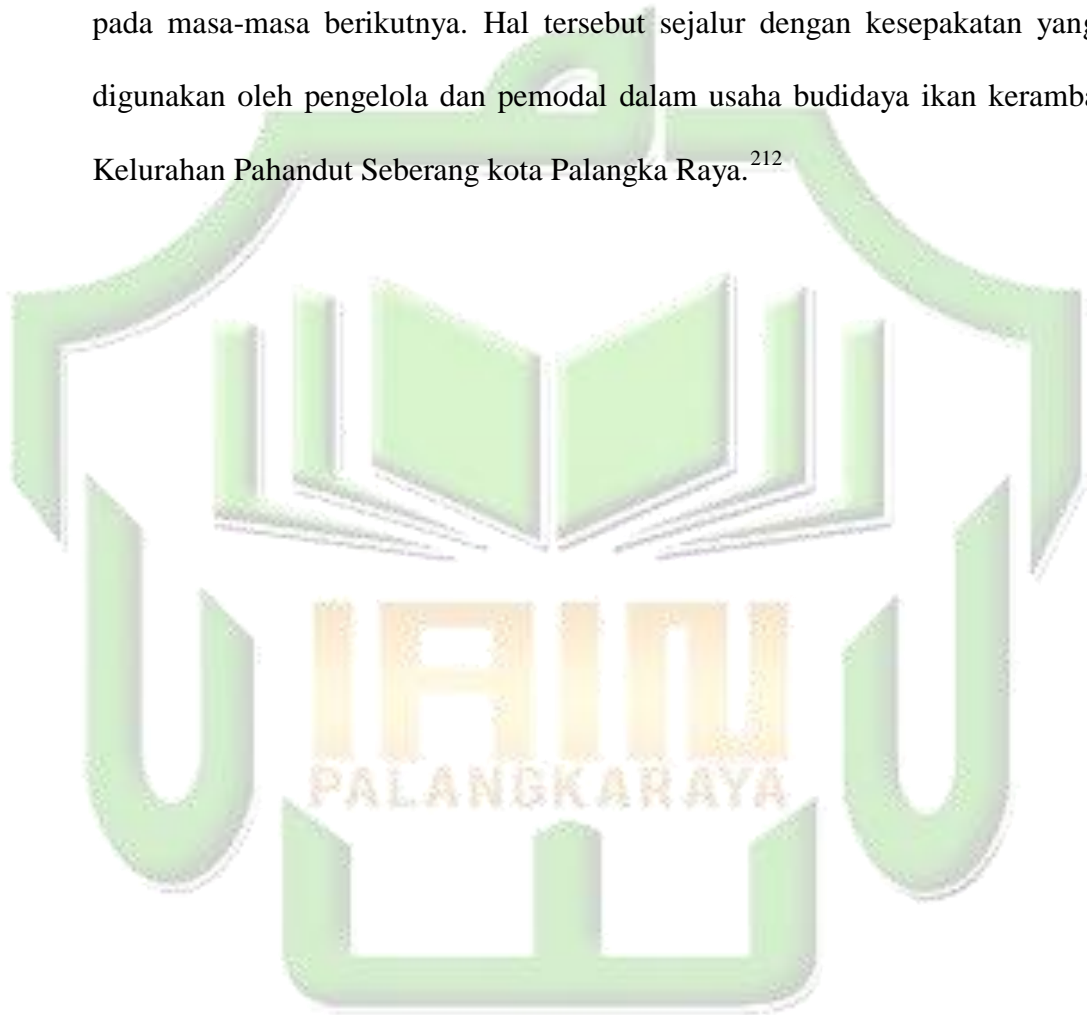 pada masa-masa berikutnya. Hal tersebut sejalur dengan kesepakatan yang
digunakan oleh pengelola dan pemodal dalam usaha budidaya ikan keramba
Kelurahan Pahandut Seberang kota Palangka Raya.²¹²
IAIN
PALANGKARAYA